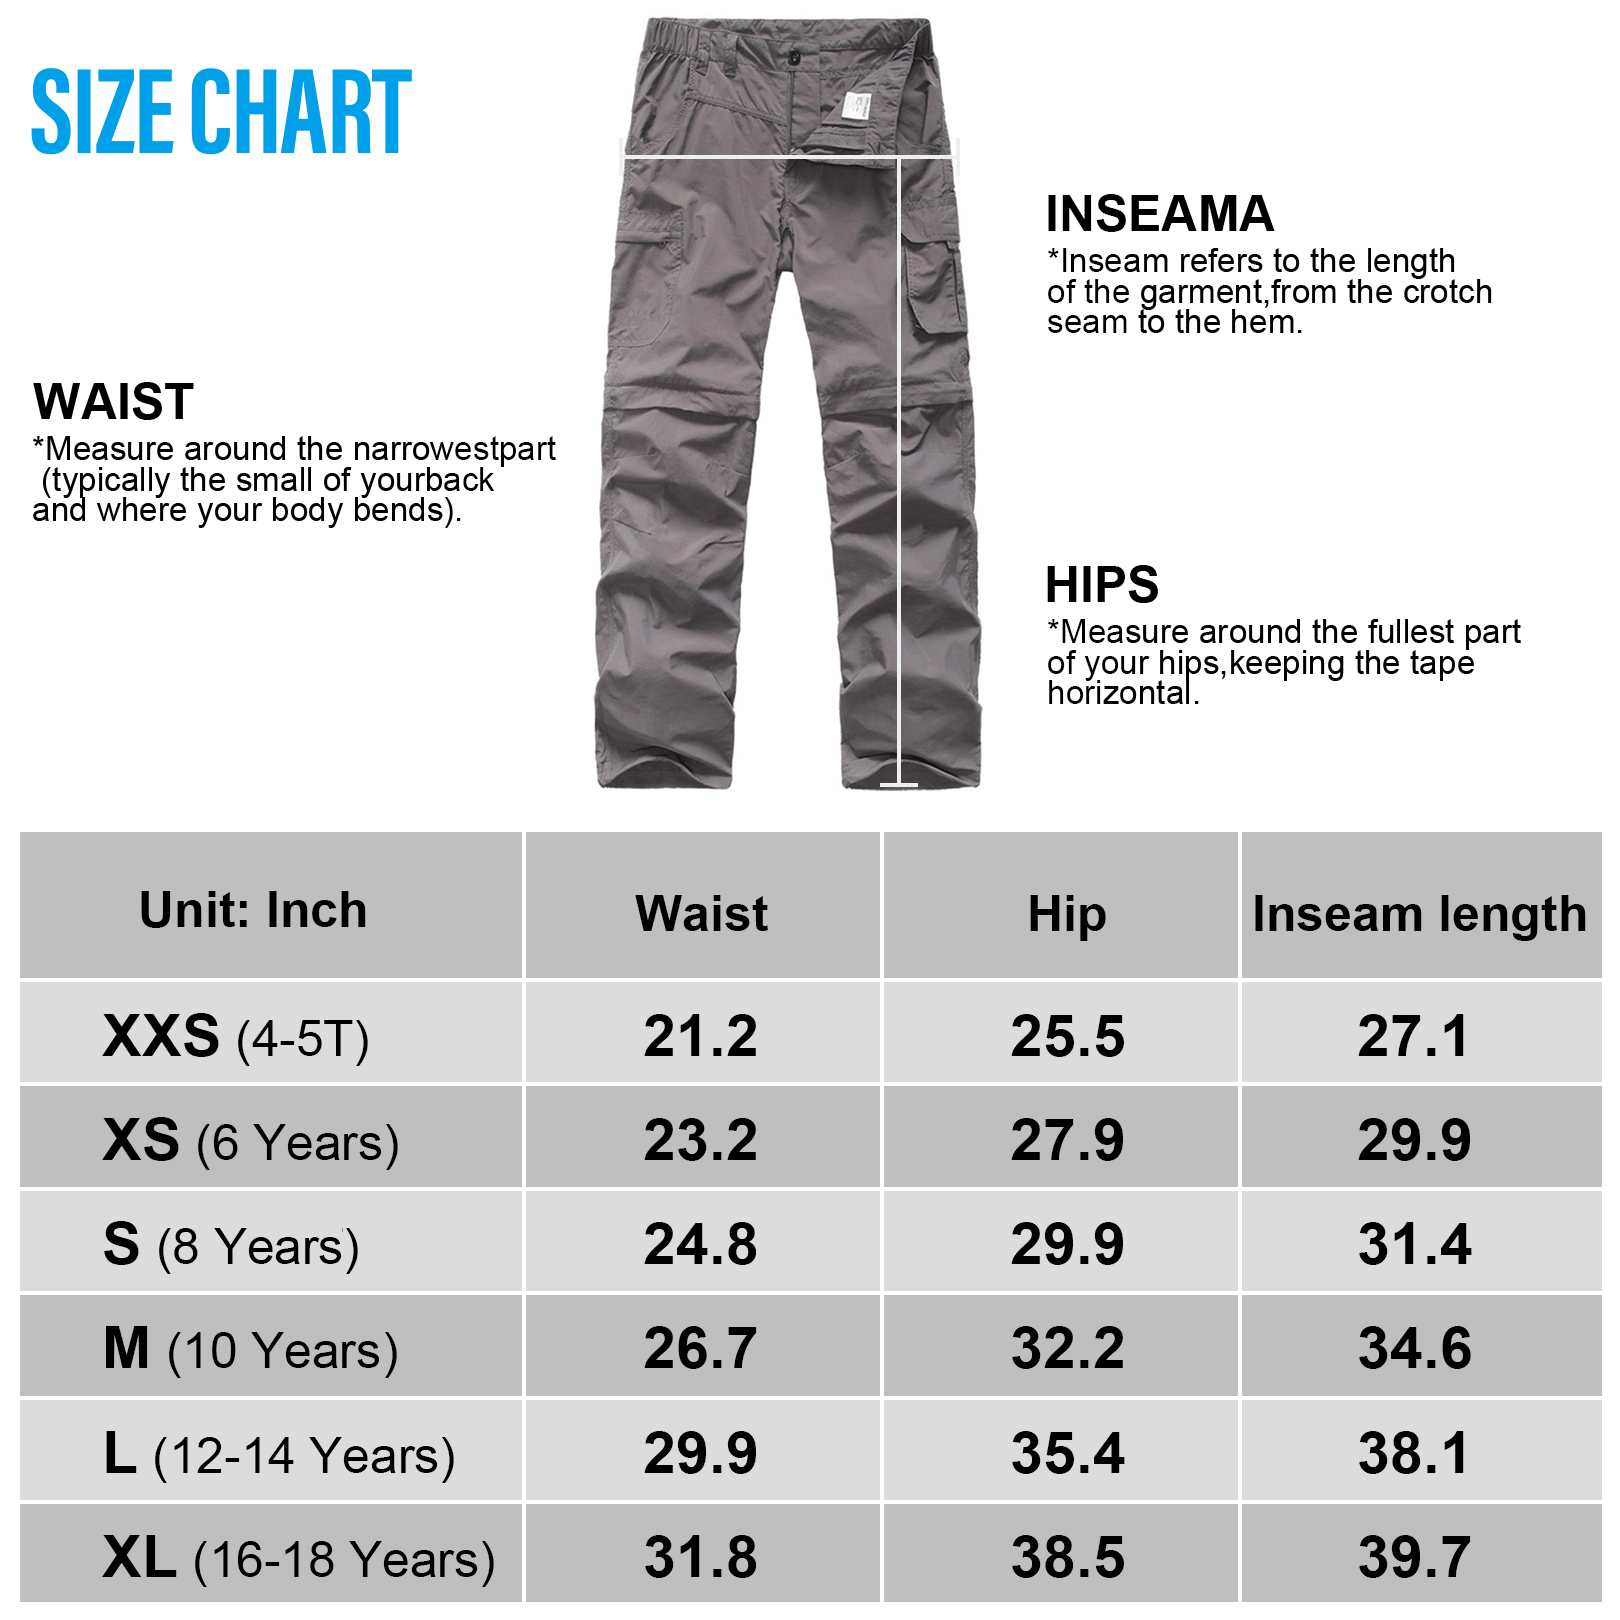 SIZE CHART
INSEAMA
*Inseam refers to the length
of the garment,from the crotch
seam to the hem.
WAIST
*Measure around the narrowestpart
(typically the small of yourback
and where your body bends).
HIPS
*Measure around the fullest part
of your hips,keeping the tape
horizontal.
Unit: Inch Waist Hip Inseam length
XXS (4-5T) 21.2 25.5 27.1
XS (6 Years) 23.2 27.9 29.9
S (8 Years) 24.8 29.9 31.4
M (10 Years) 26.7 32.2 34.6
L (12-14 Years) 29.9 35.4 38.1
XL (16-18 Years) 31.8 38.5 39.7